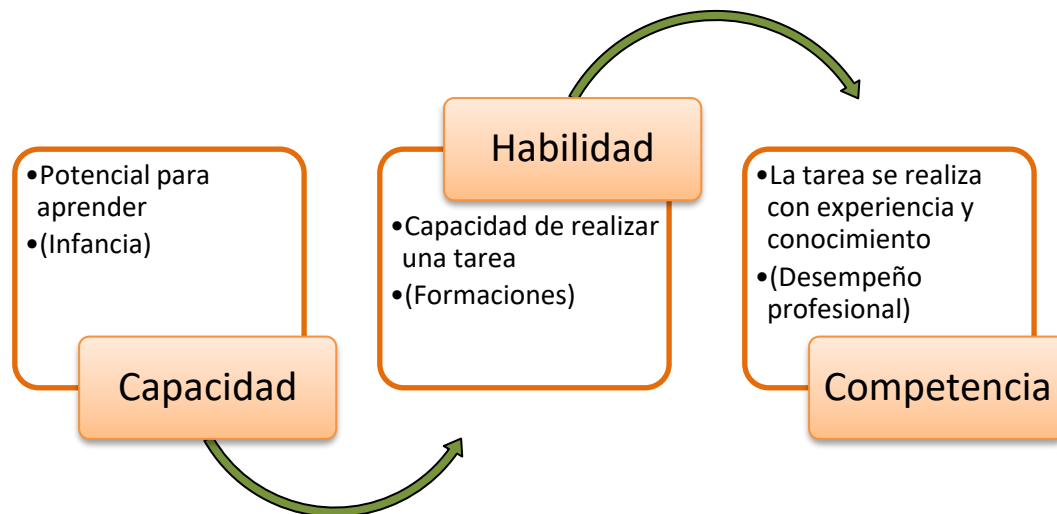 •Potencial para
aprender
•(Infancia)
Capacidad
Habilidad
•Capacidad de realizar
una tarea
•(Formaciones)
•La tarea se realiza
con experiencia y
conocimiento
•(Desempeño
profesional)
Competencia